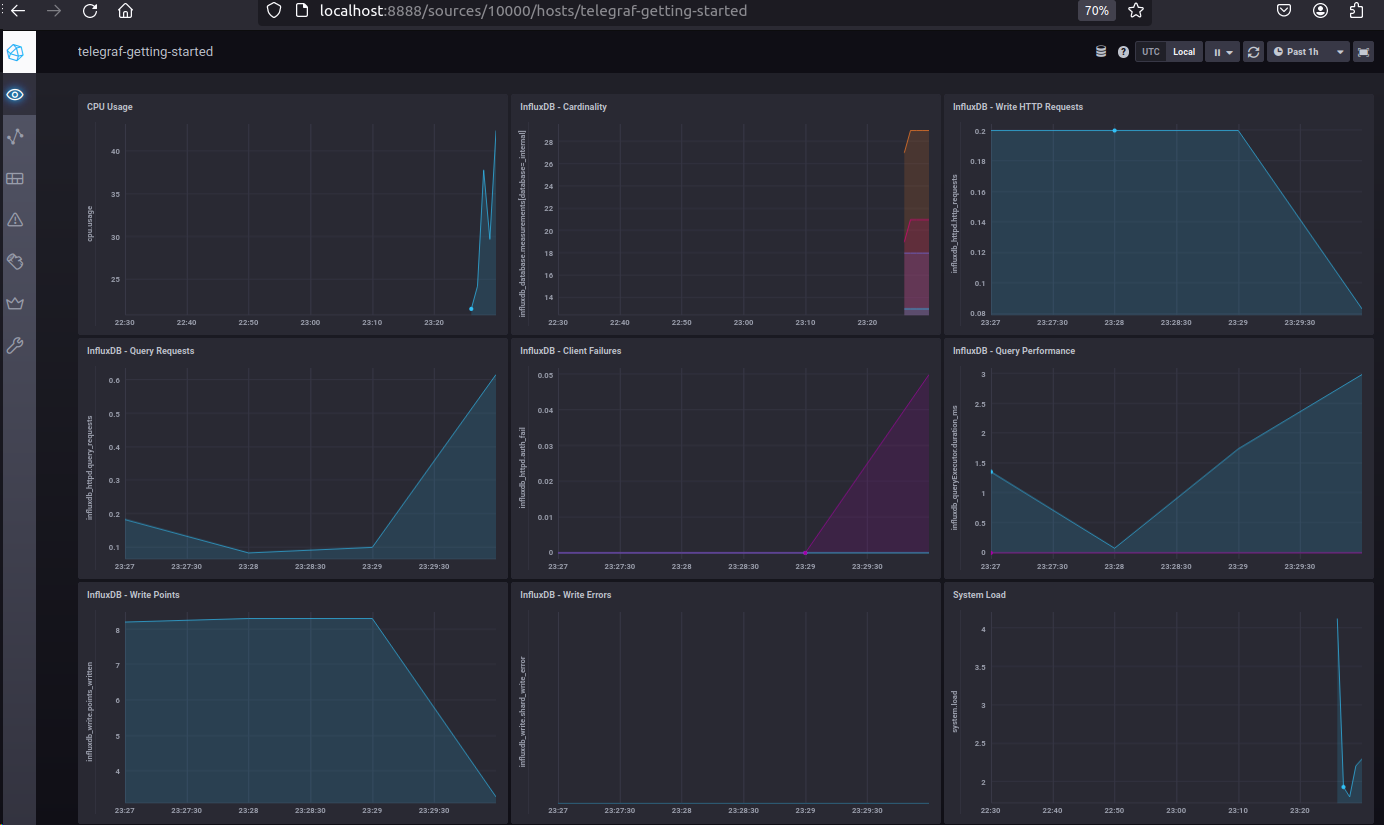 localhost:8888/sources/10000/hosts/telegraf-getting-started
70%
telegraf-getting-started
UTC
Local
Past 1h
CPU Usage
cpu.usage
40
35
30
25
22:30 22:40 22:50 23:00 23:10 23:20
InfluxDB - Cardinality
influxdb_database.measurements[database=_internal]
28
26
24
22
20
18
16
14
22:30 22:40 22:50 23:00 23:10 23:20
InfluxDB - Write HTTP Requests
influxdb_httpd.http_requests
0.2
0.18
0.16
0.14
0.12
0.1
0.08
23:27 23:27:30 23:28 23:28:30 23:29 23:29:30
InfluxDB - Query Requests
influxdb_httpd.query_requests
0.6
0.5
0.4
0.3
0.2
0.1
23:27 23:27:30 23:28 23:28:30 23:29 23:29:30
InfluxDB - Client Failures
influxdb_httpd.auth_fail
0.05
0.04
0.03
0.02
0.01
0
23:27 23:27:30 23:28 23:28:30 23:29 23:29:30
InfluxDB - Query Performance
influxdb_queryExecutor.duration_ms
3
2.5
2
1.5
1
0.5
0
23:27 23:27:30 23:28 23:28:30 23:29 23:29:30
InfluxDB - Write Points
influxdb_write.points_written
8
7
6
5
4
23:27 23:27:30 23:28 23:28:30 23:29 23:29:30
InfluxDB - Write Errors
influxdb_write.shard_write_error
23:27 23:27:30 23:28 23:28:30 23:29 23:29:30
System Load
system.load
4
3.5
3
2.5
2
22:30 22:40 22:50 23:00 23:10 23:20